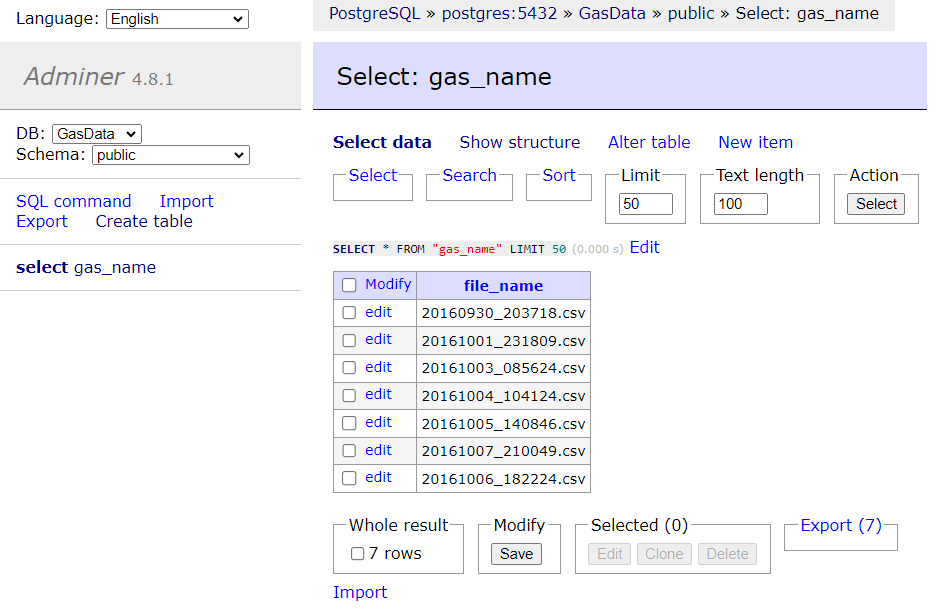 Language: English
PostgreSQL » postgres:5432 » GasData » public » Select: gas_name
Adminer 4.8.1
Select: gas_name
DB: GasData
Schema: public
SQL command Import
Export Create table
select gas_name
Select data Show structure Alter table New item
Select Search Sort Limit Text length Action
50 100 Select
SELECT * FROM "gas_name" LIMIT 50 (0.000 s) Edit
Modify file_name
edit 20160930_203718.csv
edit 20161001_231809.csv
edit 20161003_085624.csv
edit 20161004_104124.csv
edit 20161005_140846.csv
edit 20161007_210049.csv
edit 20161006_182224.csv
Whole result Modify Selected (0) Export (7)
7 rows Save Edit Clone Delete
Import